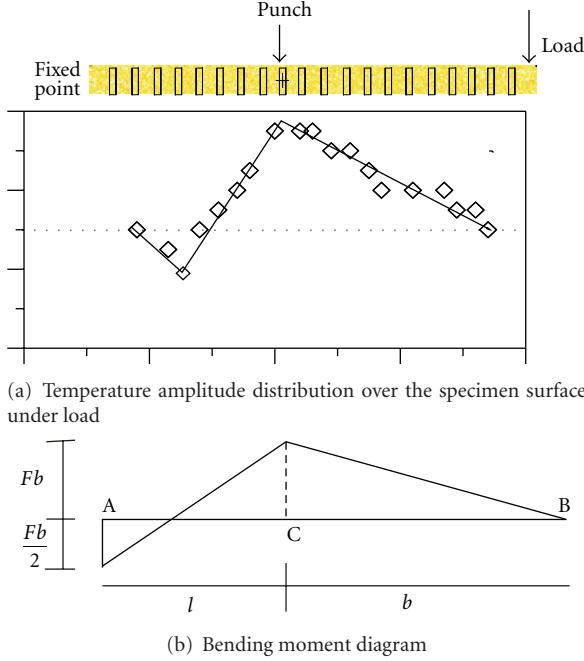 Punch
Load
Fixed
point
(a) Temperature amplitude distribution over the specimen surface
under load
Fb
A
B
Fb
2
C
l
b
(b) Bending moment diagram